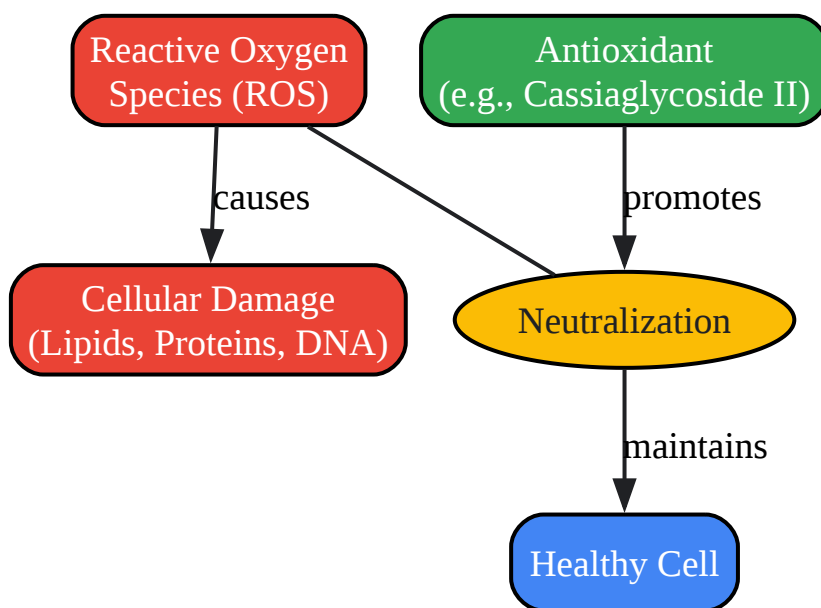 Reactive Oxygen
Species (ROS)
Antioxidant
(e.g., Cassiaglycoside II)
causes
promotes
Cellular Damage
(Lipids, Proteins, DNA)
Neutralization
maintains
Healthy Cell